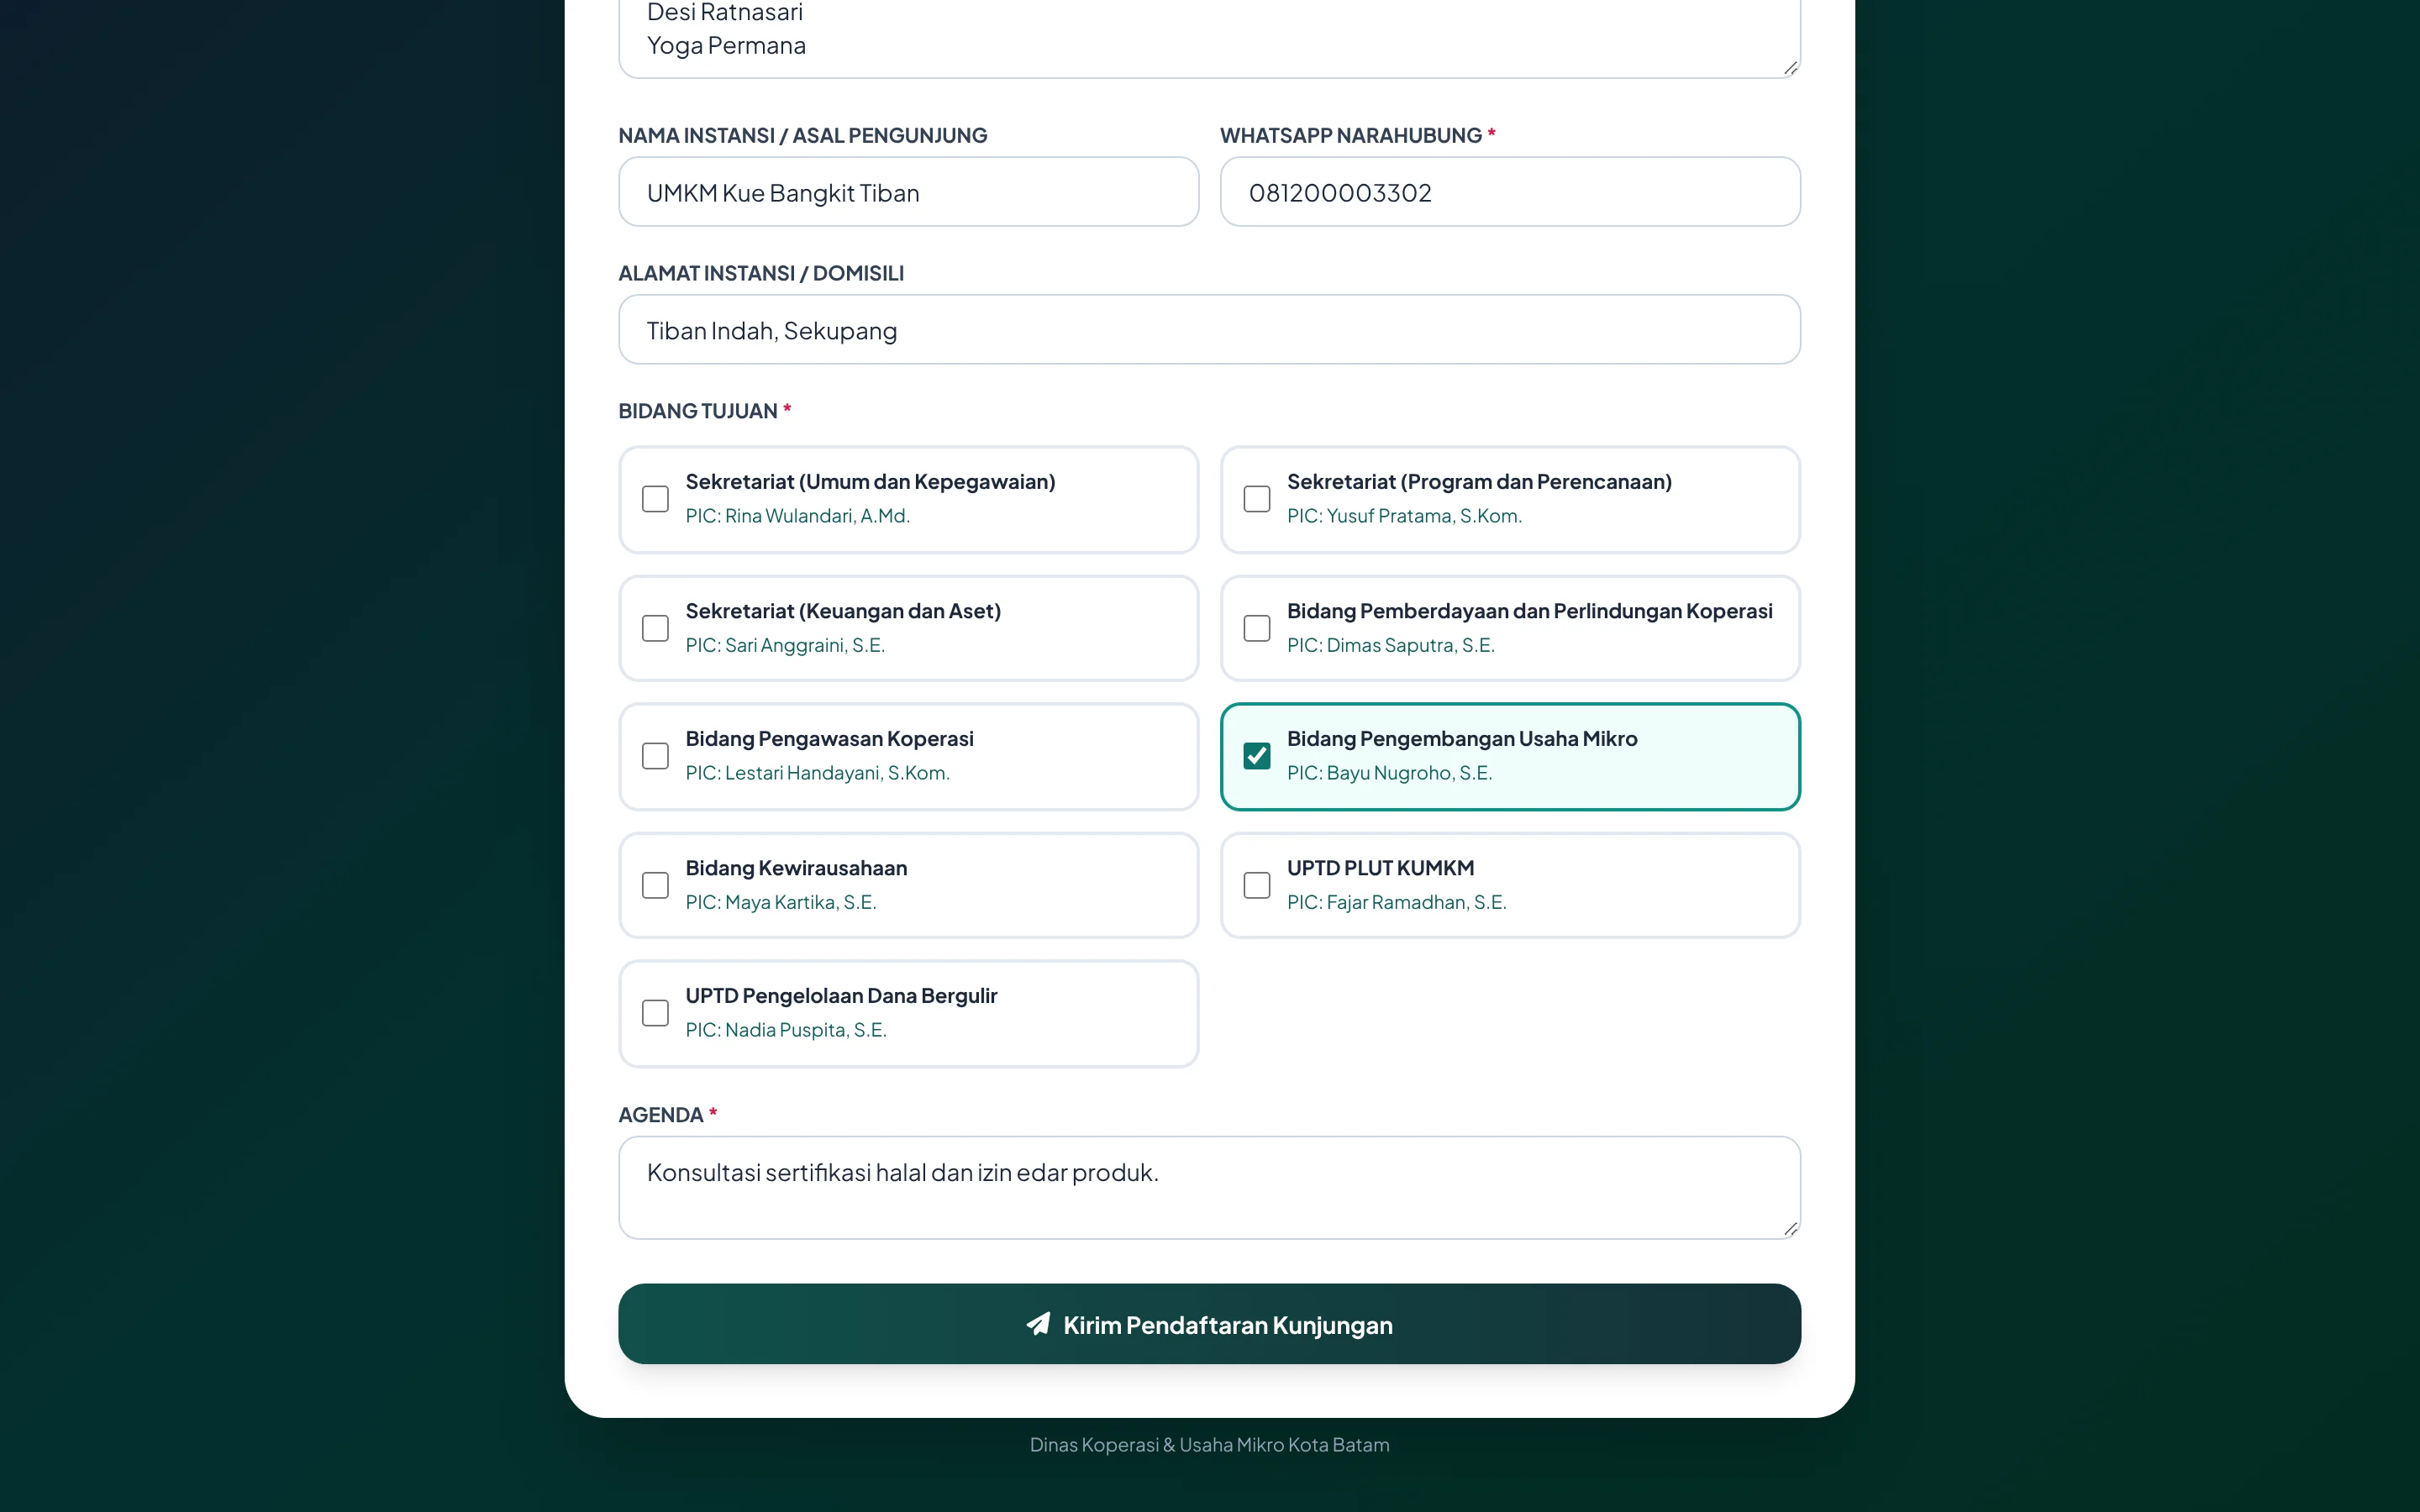 Desi Ratnasari
Yoga Permana
NAMA INSTANSI / ASAL PENGUNJUNG
UMKM Kue Bangkit Tiban
WHATSAPP NARAHUBUNG *
081200003302
ALAMAT INSTANSI / DOMISILI
Tiban Indah, Sekupang
BIDANG TUJUAN *
Sekretariat (Umum dan Kepegawaian)
PIC: Rina Wulandari, A.Md.
Sekretariat (Program dan Perencanaan)
PIC: Yusuf Pratama, S.Kom.
Sekretariat (Keuangan dan Aset)
PIC: Sari Anggraini, S.E.
Bidang Pemberdayaan dan Perlindungan Koperasi
PIC: Dimas Saputra, S.E.
Bidang Pengawasan Koperasi
PIC: Lestari Handayani, S.Kom.
Bidang Pengembangan Usaha Mikro
PIC: Bayu Nugroho, S.E.
Bidang Kewirausahaan
PIC: Maya Kartika, S.E.
UPTD PLUT KUMKM
PIC: Fajar Ramadhan, S.E.
UPTD Pengelolaan Dana Bergulir
PIC: Nadia Puspita, S.E.
AGENDA *
Konsultasi sertifikasi halal dan izin edar produk.
Kirim Pendaftaran Kunjungan
Dinas Koperasi & Usaha Mikro Kota Batam